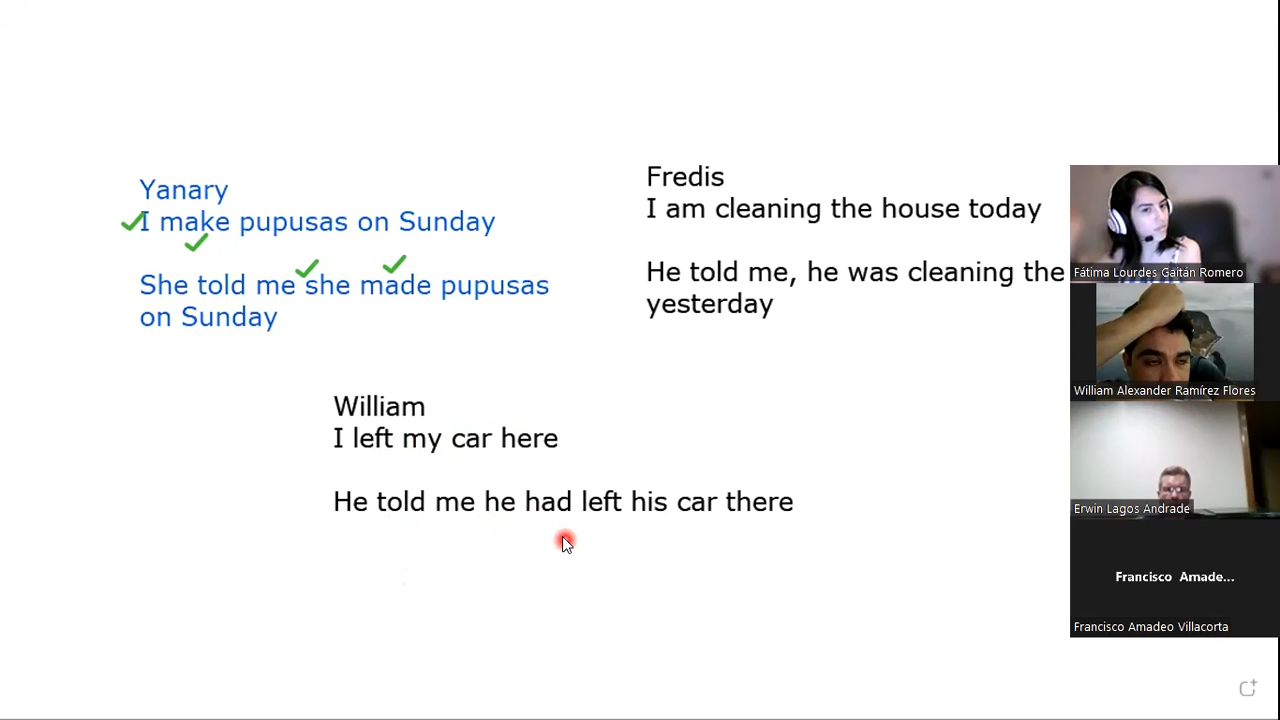 Yanary
I make pupusas on Sunday
She told me she made pupusas
on Sunday
Fredis
I am cleaning the house today
He told me, he was cleaning the
yesterday
William
I left my car here
He told me he had left his car there
Fátima Lourdes Gaitán Romero
William Alexander Ramírez Flores
Erwin Lagos Andrade
Francisco Amade...
Francisco Amadeo Villacorta